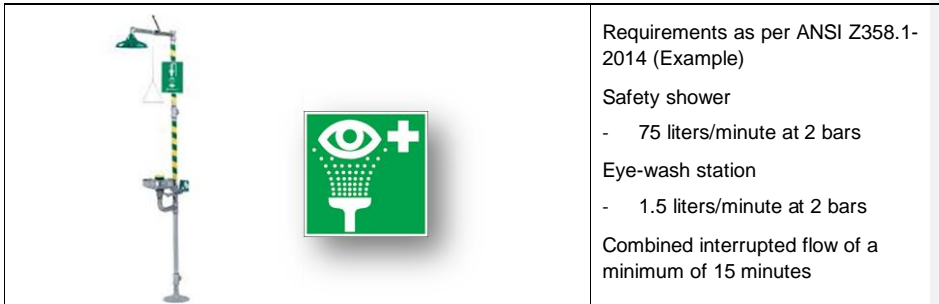 Requirements as per ANSI Z358.1-
2014 (Example)
Safety shower
- 75 liters/minute at 2 bars
Eye-wash station
- 1.5 liters/minute at 2 bars
Combined interrupted flow of a
minimum of 15 minutes